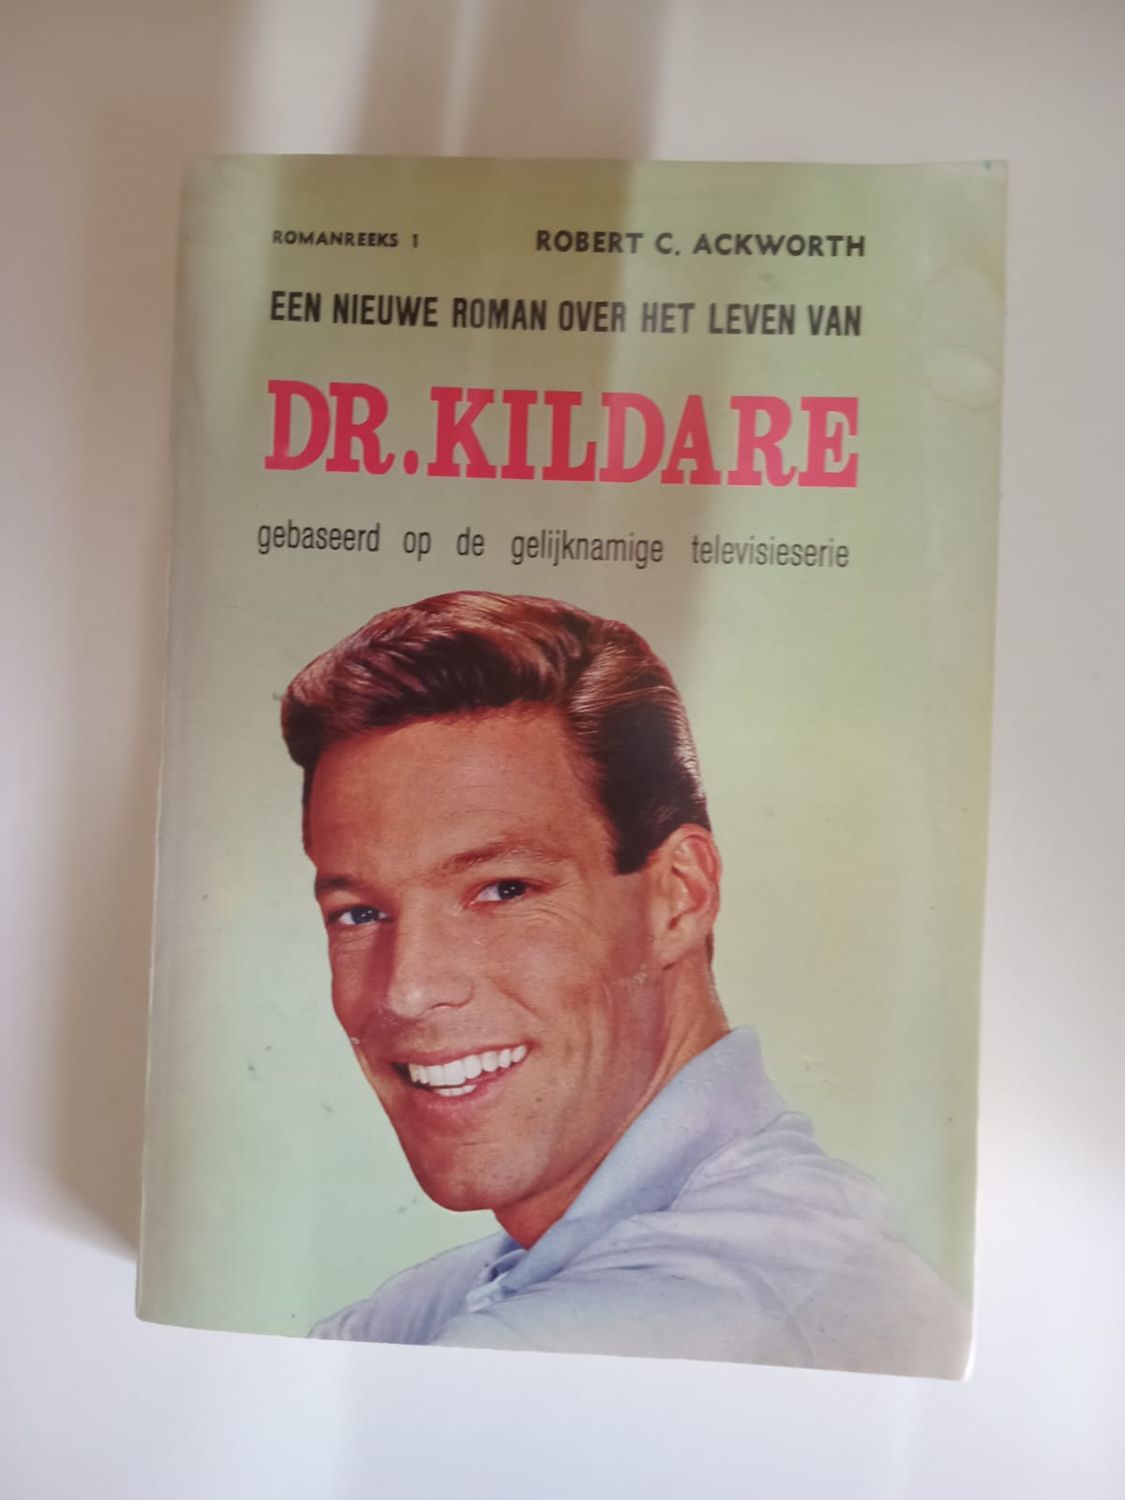 ROMANREEKS 1 ROBERT C. ACKWORTH
EEN NIEUWE ROMAN OVER HET LEVEN VAN
DR. KILDARE
gebaseerd op de gelijknamige televisieserie